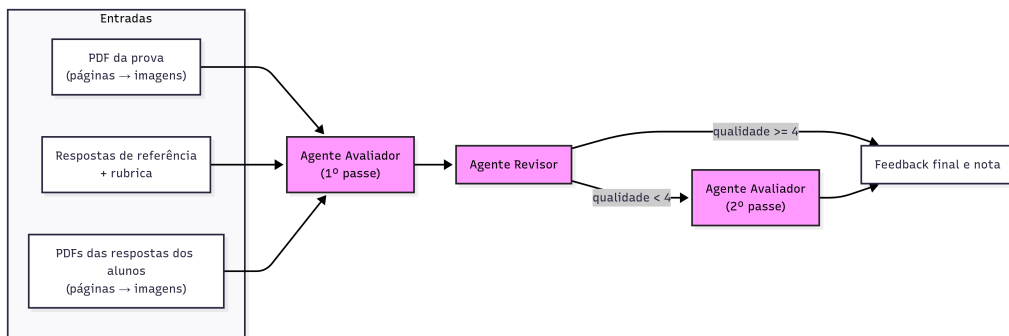 Entradas
PDF da prova
(páginas → imagens)
Respostas de referência
+ rubrica
PDFs das respostas dos
alunos
(páginas → imagens)
Agente Avaliador
(1º passe)
Agente Revisor
qualidade >= 4
qualidade < 4
Agente Avaliador
(2º passe)
Feedback final e nota